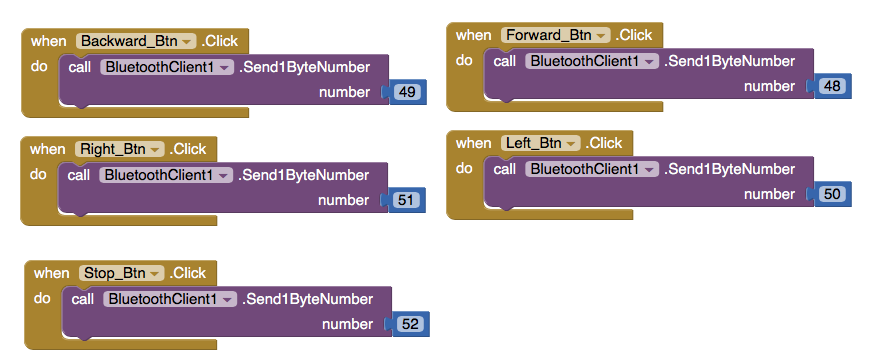 when Backward_Btn .Click
do call BluetoothClient1 .Send1ByteNumber
number 49
when Forward_Btn .Click
do call BluetoothClient1 .Send1ByteNumber
number 48
when Right_Btn .Click
do call BluetoothClient1 .Send1ByteNumber
number 51
when Left_Btn .Click
do call BluetoothClient1 .Send1ByteNumber
number 50
when Stop_Btn .Click
do call BluetoothClient1 .Send1ByteNumber
number 52